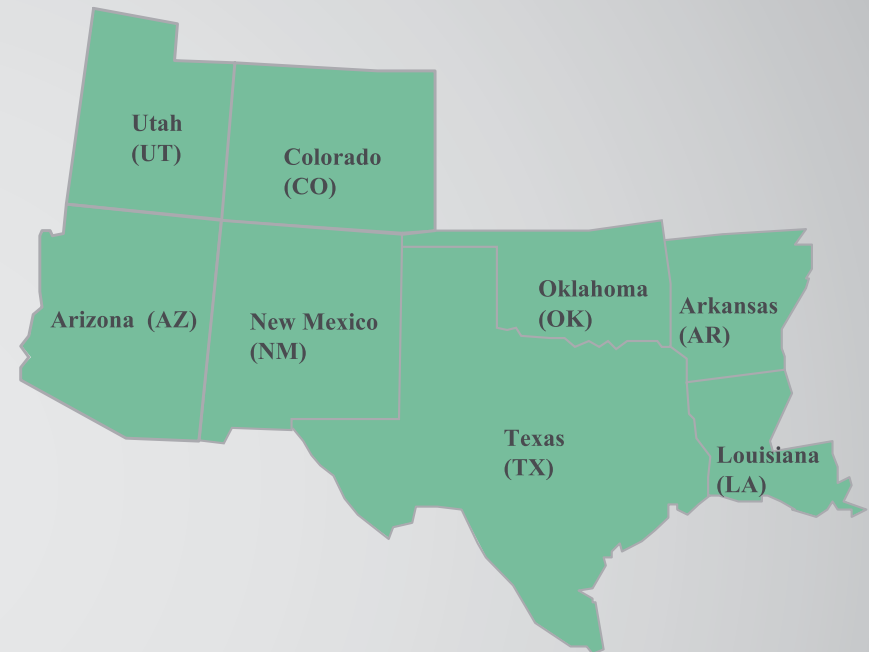 Utah
(UT)
Colorado
(CO)
Arizona (AZ)
New Mexico
(NM)
Oklahoma
(OK)
Arkansas
(AR)
Texas
(TX)
Louisiana
(LA)